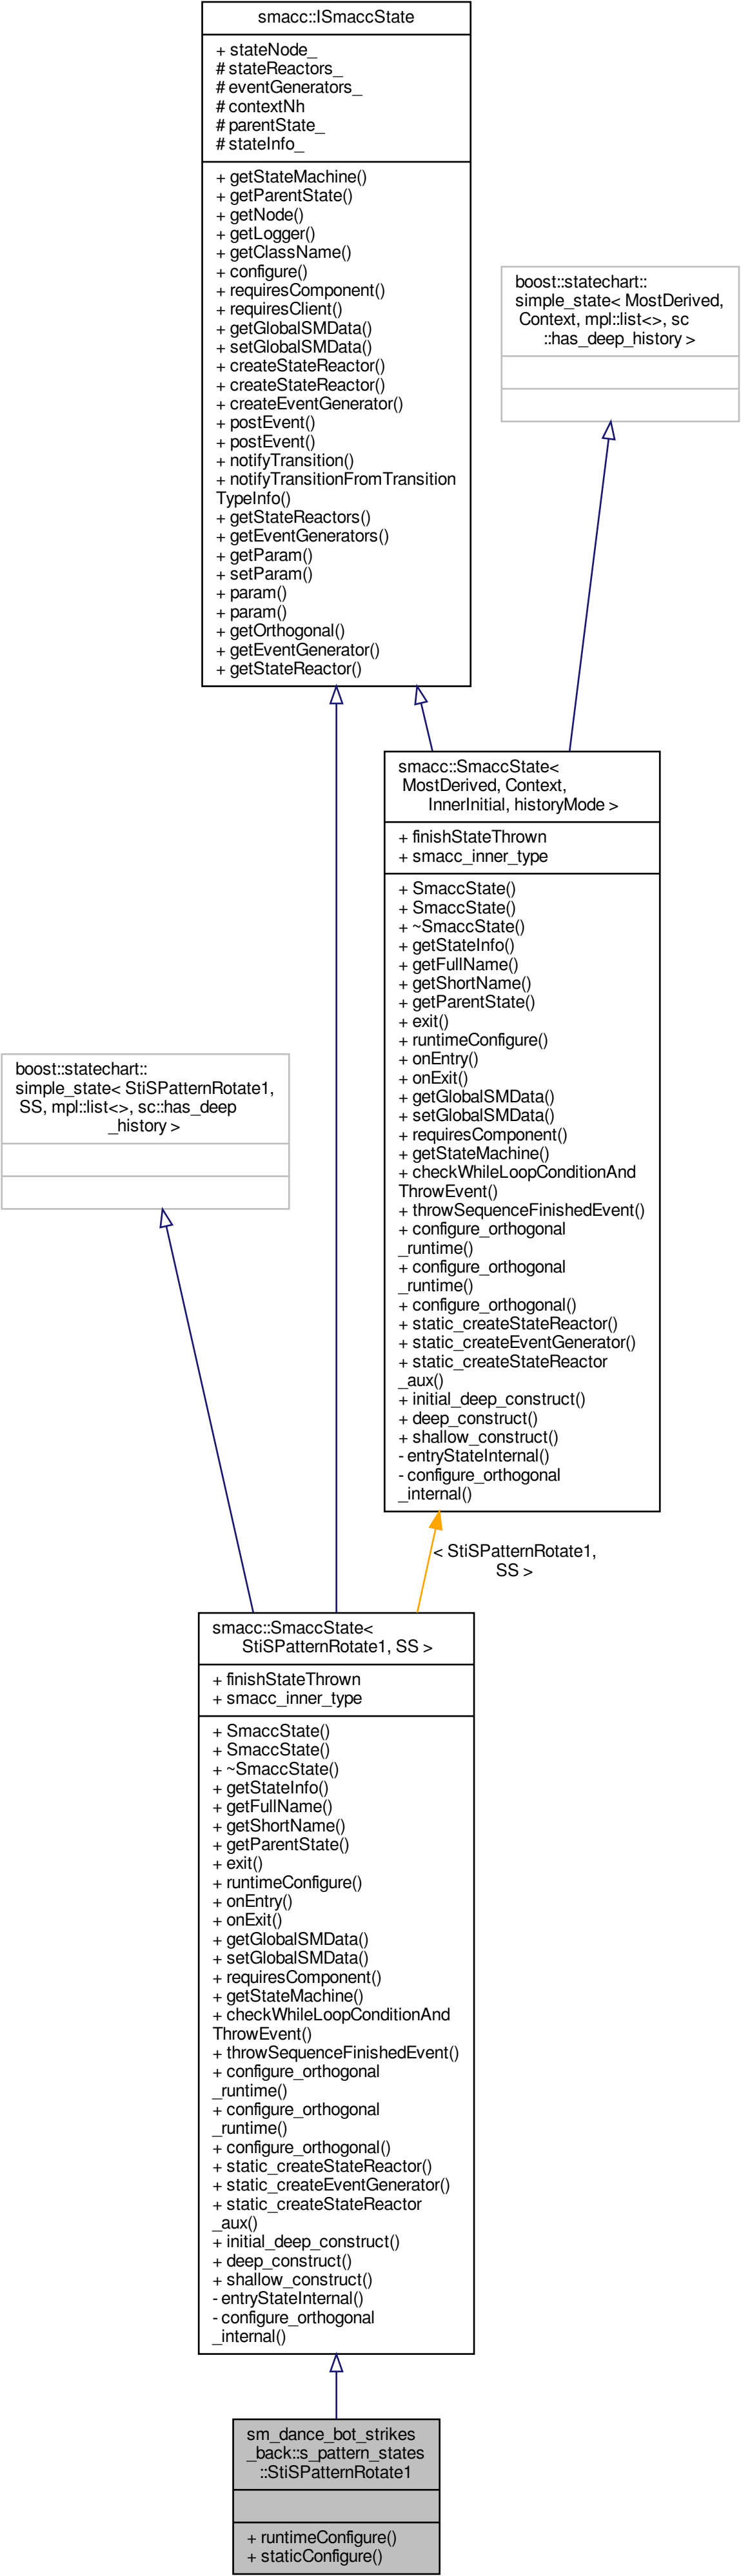 smacc::ISmaccState
+ stateNode_
# stateReactors_
# eventGenerators_
# contextNh
# parentState_
# stateInfo_
+ getStateMachine()
+ getParentState()
+ getNode()
+ getLogger()
+ getClassName()
+ configure()
+ requiresComponent()
+ requiresClient()
+ getGlobalSMData()
+ setGlobalSMData()
+ createStateReactor()
+ createStateReactor()
+ createEventGenerator()
+ postEvent()
+ postEvent()
+ notifyTransition()
+ notifyTransitionFromTransition
TypeInfo()
+ getStateReactors()
+ getEventGenerators()
+ getParam()
+ setParam()
+ param()
+ param()
+ getOrthogonal()
+ getEventGenerator()
+ getStateReactor()
boost::statechart::
simple_state< MostDerived,
Context, mpl::list<>, sc
::has_deep_history >
smacc::SmaccState<
MostDerived, Context,
InnerInitial, historyMode >
+ finishStateThrown
+ smacc_inner_type
+ SmaccState()
+ SmaccState()
+ ~SmaccState()
+ getStateInfo()
+ getFullName()
+ getShortName()
+ getParentState()
+ exit()
+ runtimeConfigure()
+ onEntry()
+ onExit()
+ getGlobalSMData()
+ setGlobalSMData()
+ requiresComponent()
+ getStateMachine()
+ checkWhileLoopConditionAnd
ThrowEvent()
+ throwSequenceFinishedEvent()
+ configure_orthogonal
_runtime()
+ configure_orthogonal
_runtime()
+ configure_orthogonal()
+ static_createStateReactor()
+ static_createEventGenerator()
+ static_createStateReactor
_aux()
+ initial_deep_construct()
+ deep_construct()
+ shallow_construct()
- entryStateInternal()
- configure_orthogonal
_internal()
boost::statechart::
simple_state< StiSPatternRotate1,
SS, mpl::list<>, sc::has_deep
_history >
< StiSPatternRotate1,
SS >
smacc::SmaccState<
StiSPatternRotate1, SS >
+ finishStateThrown
+ smacc_inner_type
+ SmaccState()
+ SmaccState()
+ ~SmaccState()
+ getStateInfo()
+ getFullName()
+ getShortName()
+ getParentState()
+ exit()
+ runtimeConfigure()
+ onEntry()
+ onExit()
+ getGlobalSMData()
+ setGlobalSMData()
+ requiresComponent()
+ getStateMachine()
+ checkWhileLoopConditionAnd
ThrowEvent()
+ throwSequenceFinishedEvent()
+ configure_orthogonal
_runtime()
+ configure_orthogonal
_runtime()
+ configure_orthogonal()
+ static_createStateReactor()
+ static_createEventGenerator()
+ static_createStateReactor
_aux()
+ initial_deep_construct()
+ deep_construct()
+ shallow_construct()
- entryStateInternal()
- configure_orthogonal
_internal()
sm_dance_bot_strikes
_back::s_pattern_states
::StiSPatternRotate1
+ runtimeConfigure()
+ staticConfigure()